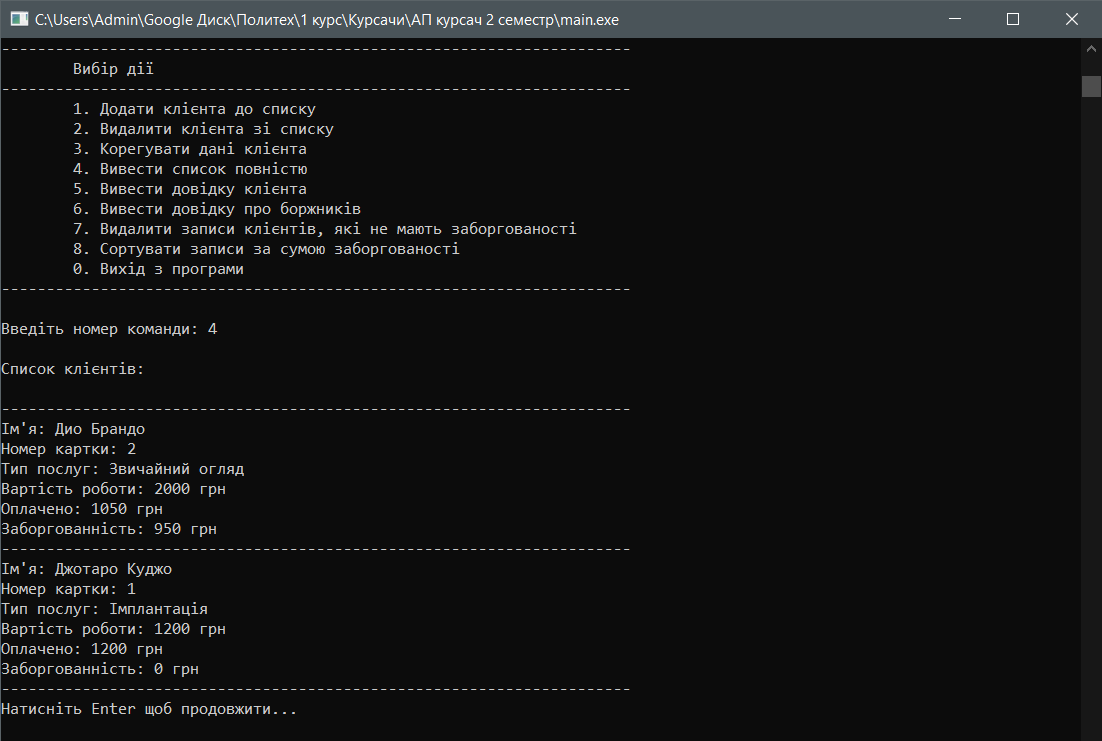 C:\Users\Admin\Google Диск\Политех\1 курс\Курсачи\АП курсач 2 семестр\main.exe
----------------------------------------------------------------------
Вибір дії
----------------------------------------------------------------------
1. Додати клієнта до списку
2. Видалити клієнта зі списку
3. Корегувати дані клієнта
4. Вивести список повністю
5. Вивести довідку клієнта
6. Вивести довідку про боржників
7. Видалити записи клієнтів, які не мають заборгованості
8. Сортувати записи за сумою заборгованості
0. Вихід з програми
----------------------------------------------------------------------
Введіть номер команди: 4
Список клієнтів:
----------------------------------------------------------------------
Ім'я: Дио Брандо
Номер картки: 2
Тип послуг: Звичайний огляд
Вартість роботи: 2000 грн
Оплачено: 1050 грн
Заборгованність: 950 грн
----------------------------------------------------------------------
Ім'я: Джотаро Куджо
Номер картки: 1
Тип послуг: Імплантація
Вартість роботи: 1200 грн
Оплачено: 1200 грн
Заборгованність: 0 грн
----------------------------------------------------------------------
Натисніть Enter щоб продовжити...